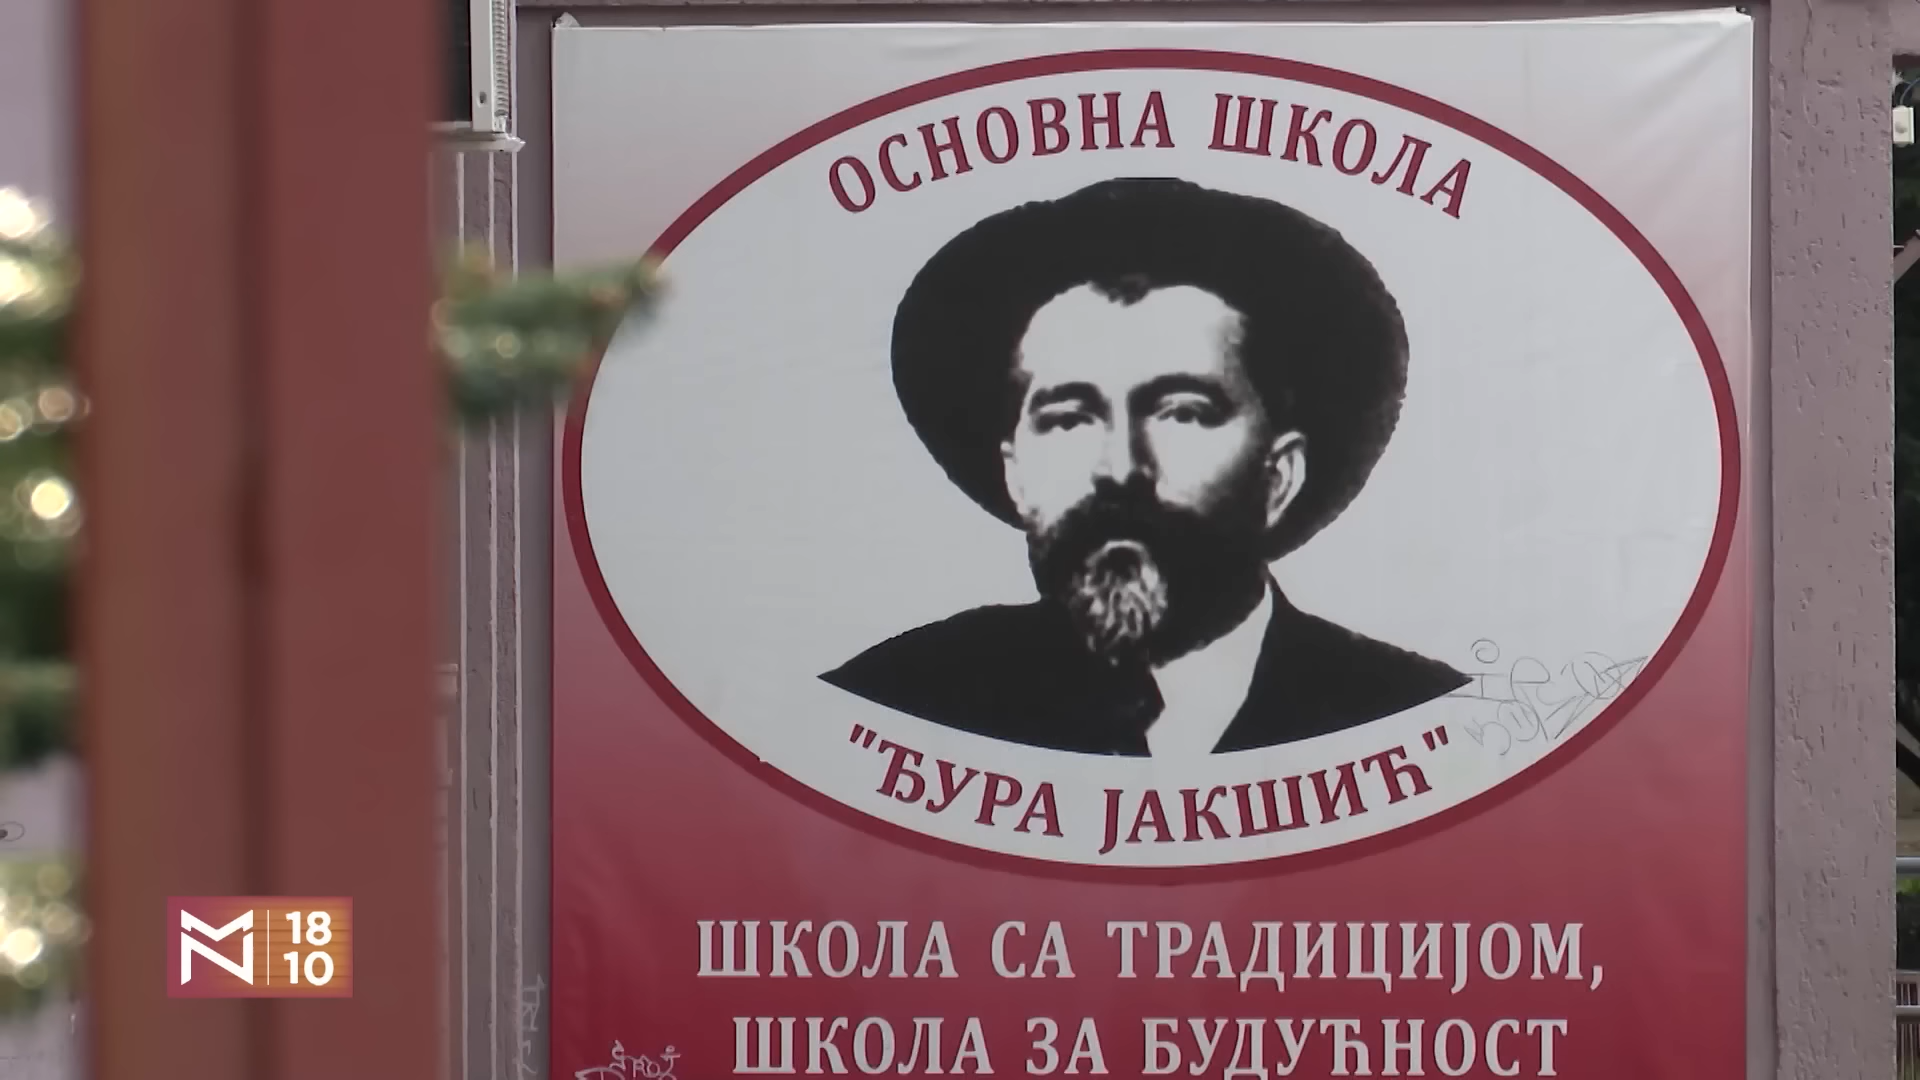 ОСНОВНА ШКОЛА
"ЂУРА ЈАКШИЋ"
ШКОЛА СА ТРАДИЦИЈОМ,
ШКОЛА ЗА БУДУЋНОСТ
18
10